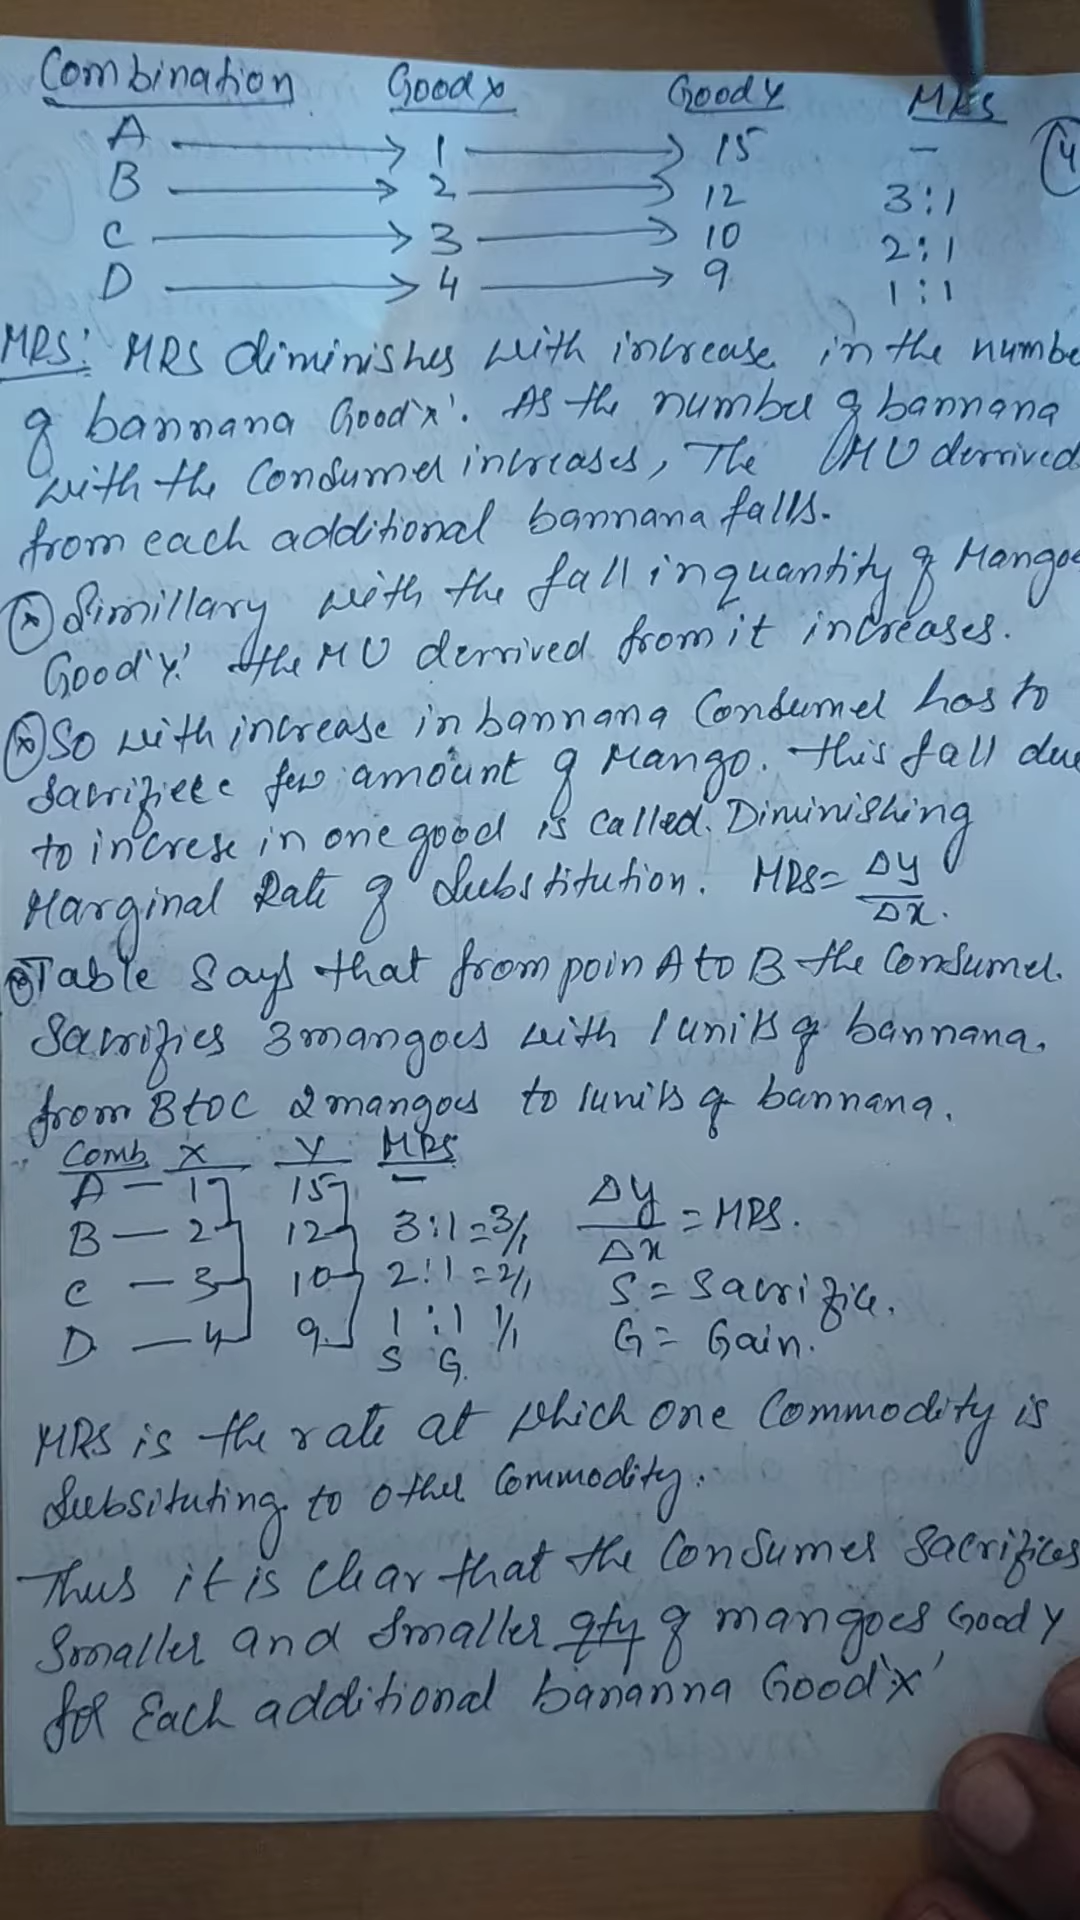 Combination Good x Good y MRS
A → 1 → 15 -
(4
B → 2 → 12 3:1
C → 3 → 10 2:1
D → 4 → 9 1:1
MRS: MRS diminishes with increase in the numbe
of bannana Good 'x'. As the number of bannana
with the Consumer increases, The MU derrived
from each additional bannana falls.
Simillary with the fall in quantity of Mangoe
Good 'y' the MU derrived from it increases.
So with increase in bannana Consumer has to
few amount of Mango. this fall due
to increse in one good is called. Diminishing
Marginal Rate of Substitution. MRS = Δy/Δx.
Table Says that from poin A to B the Consumer.
Sacrifies 3 mangoes with 1 units of bannana.
from B to C 2 mangoes to 1 units of bannana.
Comb x y MRS
A — 1 15 —
B — 2 12 3:1 = 3/1 Δy/Δx = MRS.
C — 3 10 2:1 = 2/1 S = Sacrifice.
D — 4 9 1:1 1/1 G = Gain.
S G.
MRS is the rate at which one Commodity is
Subsituting to other Commodity.
Thus it is clear that the Consumer Sacrifices
Smaller and Smaller qty of mangoes Good y
for Each additional bananna Good 'x'